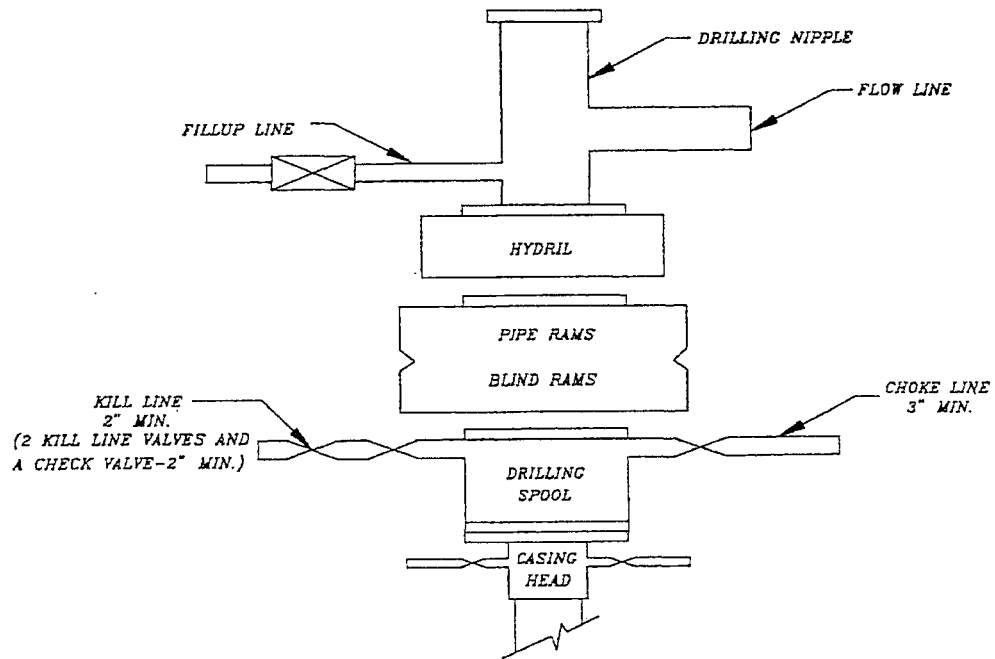 DRILLING NIPPLE
FLOW LINE
FILLUP LINE
HYDRIL
PIPE RAMS
BLIND RAMS
KILL LINE
2" MIN.
(2 KILL LINE VALVES AND
A CHECK VALVE-2" MIN.)
CHOKE LINE
3" MIN.
DRILLING
SPOOL
CASING
HEAD